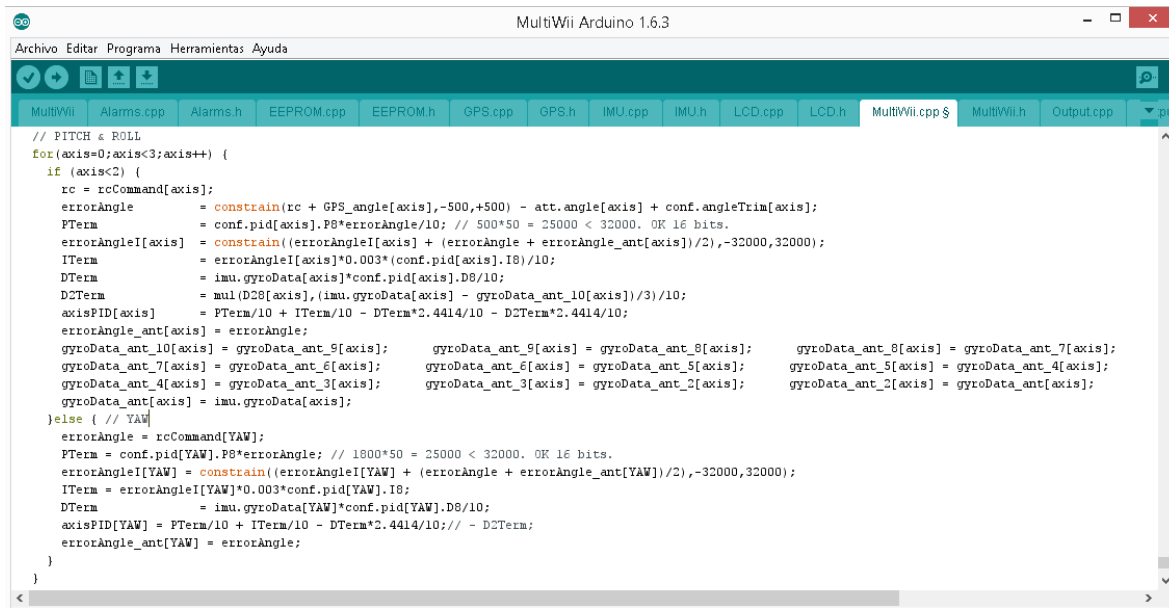 MultiWii Arduino 1.6.3
Archivo Editar Programa Herramientas Ayuda
MultiWii Alarms.cpp Alarms.h EEPROM.cpp EEPROM.h GPS.cpp GPS.h IMU.cpp IMU.h LCD.cpp LCD.h MultiWii.cpp § MultiWii.h Output.cpp
// PITCH & ROLL
for(axis=0;axis<3;axis++) {
if (axis<2) {
rc = rcCommand[axis];
errorAngle = constrain(rc + GPS_angle[axis],-500,+500) - att.angle[axis] + conf.angleTrim[axis];
PTerm = conf.pid[axis].P8*errorAngle/10; // 500*50 = 25000 < 32000. OK 16 bits.
errorAngleI[axis] = constrain((errorAngleI[axis] + (errorAngle + errorAngle_ant[axis])/2),-32000,32000);
ITerm = errorAngleI[axis]*0.003*(conf.pid[axis].I8)/10;
DTerm = imu.gyroData[axis]*conf.pid[axis].D8/10;
D2Term = mul(D28[axis],(imu.gyroData[axis] - gyroData_ant_10[axis])/3)/10;
axisPID[axis] = PTerm/10 + ITerm/10 - DTerm*2.4414/10 - D2Term*2.4414/10;
errorAngle_ant[axis] = errorAngle;
gyroData_ant_10[axis] = gyroData_ant_9[axis]; gyroData_ant_9[axis] = gyroData_ant_8[axis]; gyroData_ant_8[axis] = gyroData_ant_7[axis];
gyroData_ant_7[axis] = gyroData_ant_6[axis]; gyroData_ant_6[axis] = gyroData_ant_5[axis]; gyroData_ant_5[axis] = gyroData_ant_4[axis];
gyroData_ant_4[axis] = gyroData_ant_3[axis]; gyroData_ant_3[axis] = gyroData_ant_2[axis]; gyroData_ant_2[axis] = gyroData_ant[axis];
gyroData_ant[axis] = imu.gyroData[axis];
}else { // YAW
errorAngle = rcCommand[YAW];
PTerm = conf.pid[YAW].P8*errorAngle; // 1800*50 = 25000 < 32000. OK 16 bits.
errorAngleI[YAW] = constrain((errorAngleI[YAW] + (errorAngle + errorAngle_ant[YAW])/2),-32000,32000);
ITerm = errorAngleI[YAW]*0.003*conf.pid[YAW].I8;
DTerm = imu.gyroData[YAW]*conf.pid[YAW].D8/10;
axisPID[YAW] = PTerm/10 + ITerm/10 - DTerm*2.4414/10;// - D2Term;
errorAngle_ant[YAW] = errorAngle;
}
}